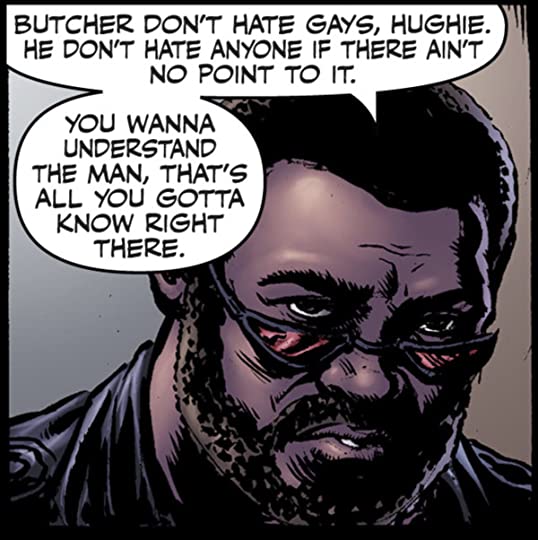 BUTCHER DON'T HATE GAYS, HUGHIE.
HE DON'T HATE ANYONE IF THERE AIN'T
NO POINT TO IT.
YOU WANNA
UNDERSTAND
THE MAN, THAT'S
ALL YOU GOTTA
KNOW RIGHT
THERE.